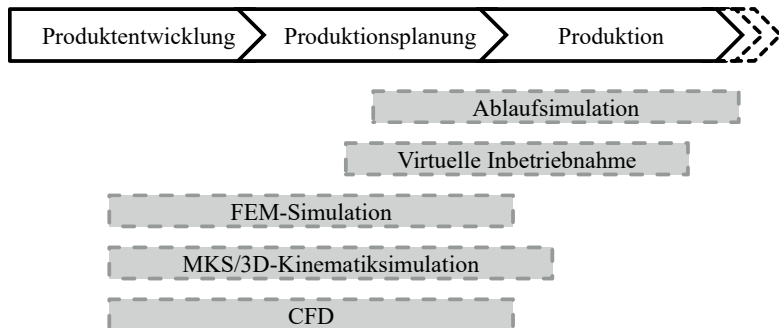 Produktentwicklung Produktionsplanung Produktion
Ablaufsimulation
Virtuelle Inbetriebnahme
FEM-Simulation
MKS/3D-Kinematiksimulation
CFD